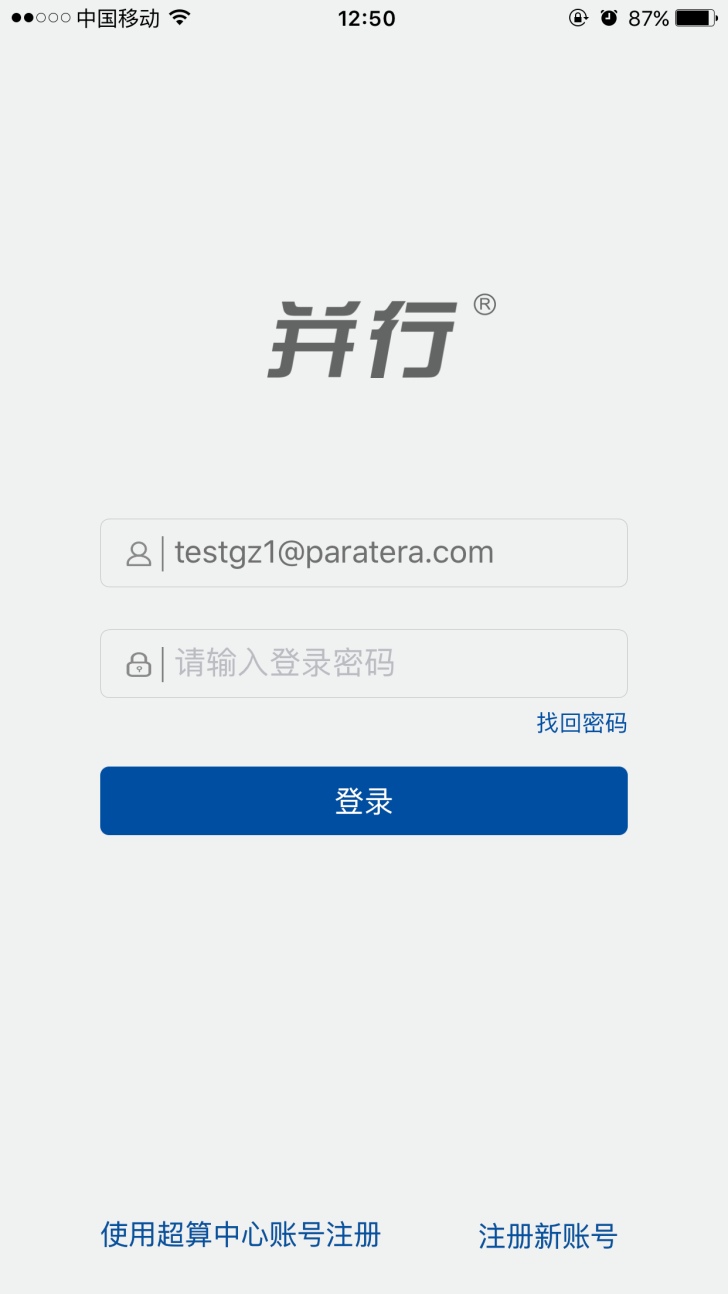 中国移动 12:50 87%
并行®
testgz1@paratera.com
请输入登录密码
找回密码
登录
使用超算中心账号注册 注册新账号